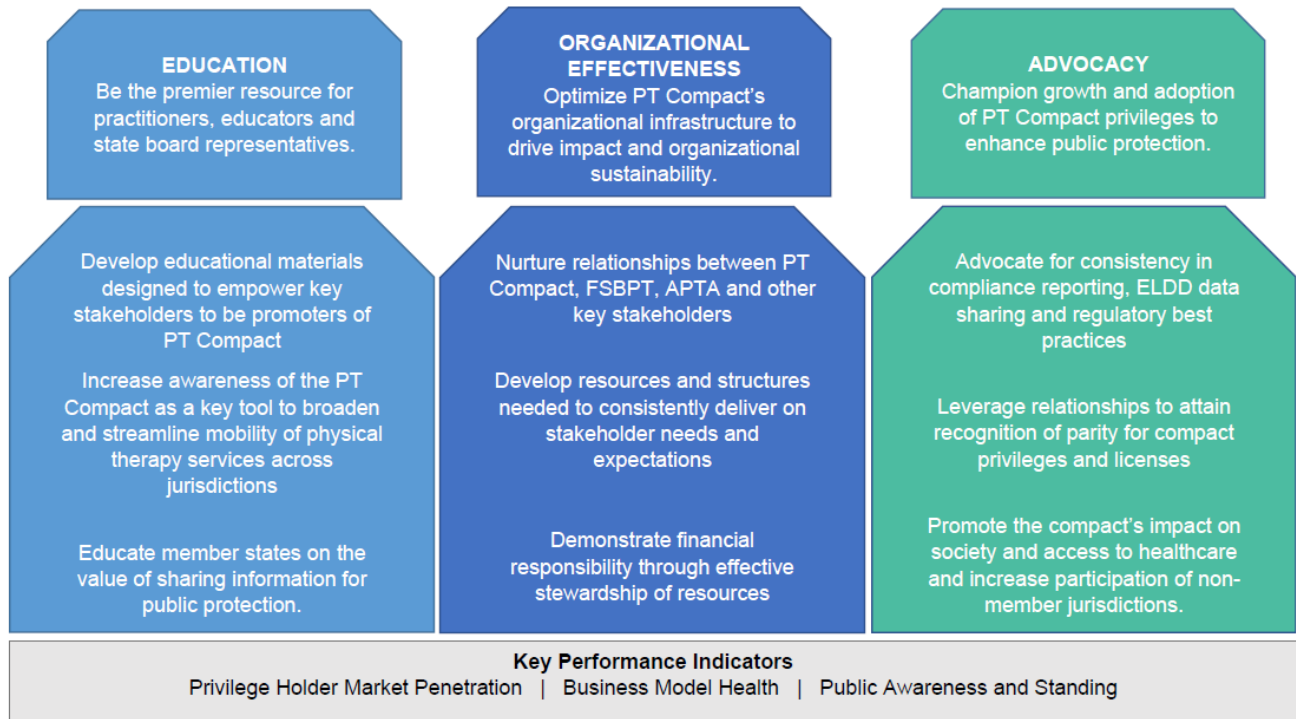 EDUCATION
Be the premier resource for
practitioners, educators and
state board representatives.
ORGANIZATIONAL
EFFECTIVENESS
Optimize PT Compact's
organizational infrastructure to
drive impact and organizational
sustainability.
ADVOCACY
Champion growth and adoption
of PT Compact privileges to
enhance public protection.
Develop educational materials
designed to empower key
stakeholders to be promoters of
PT Compact
Increase awareness of the PT
Compact as a key tool to broaden
and streamline mobility of physical
therapy services across
jurisdictions
Educate member states on the
value of sharing information for
public protection.
Nurture relationships between PT
Compact, FSBPT, APTA and other
key stakeholders
Develop resources and structures
needed to consistently deliver on
stakeholder needs and
expectations
Demonstrate financial
responsibility through effective
stewardship of resources
Advocate for consistency in
compliance reporting, ELDD data
sharing and regulatory best
practices
Leverage relationships to attain
recognition of parity for compact
privileges and licenses
Promote the compact's impact on
society and access to healthcare
and increase participation of non-
member jurisdictions.
Key Performance Indicators
Privilege Holder Market Penetration | Business Model Health | Public Awareness and Standing